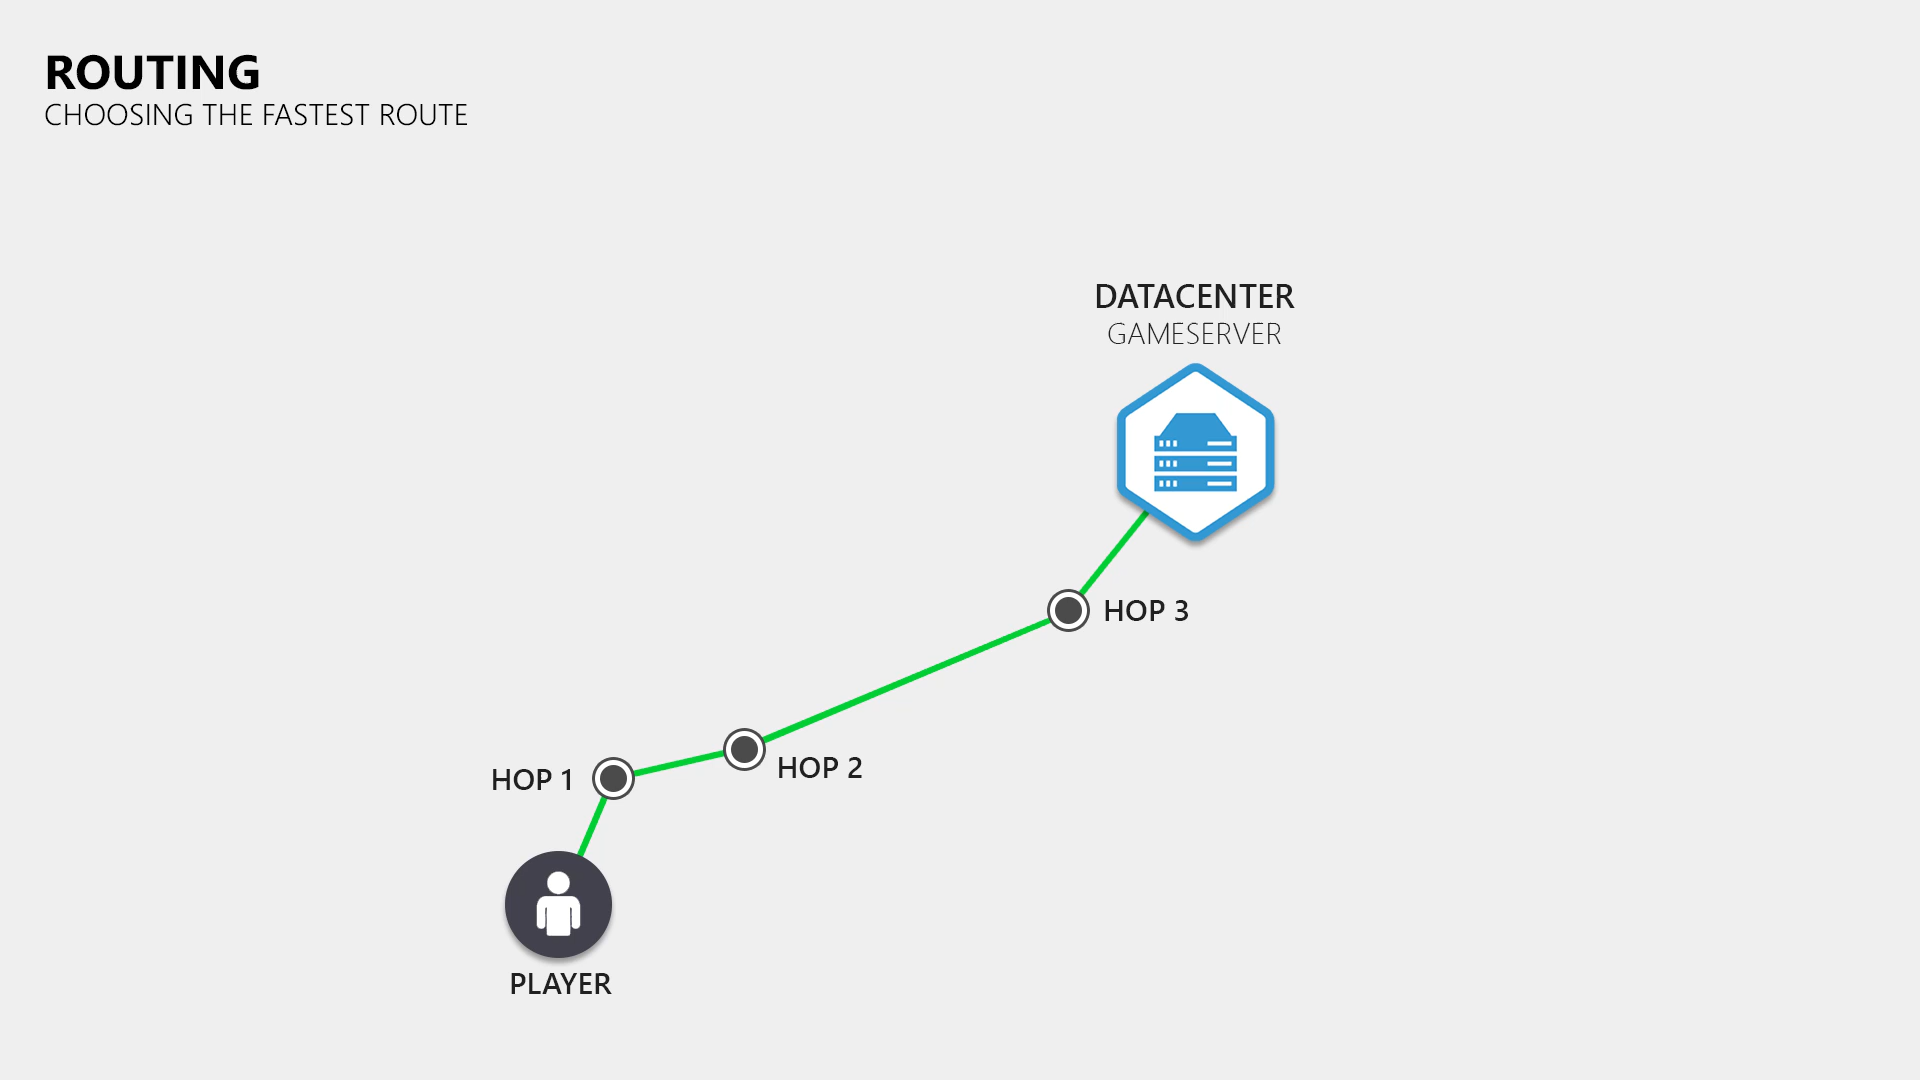 ROUTING
CHOOSING THE FASTEST ROUTE
DATACENTER
GAMESERVER
HOP 3
HOP 2
HOP 1
PLAYER